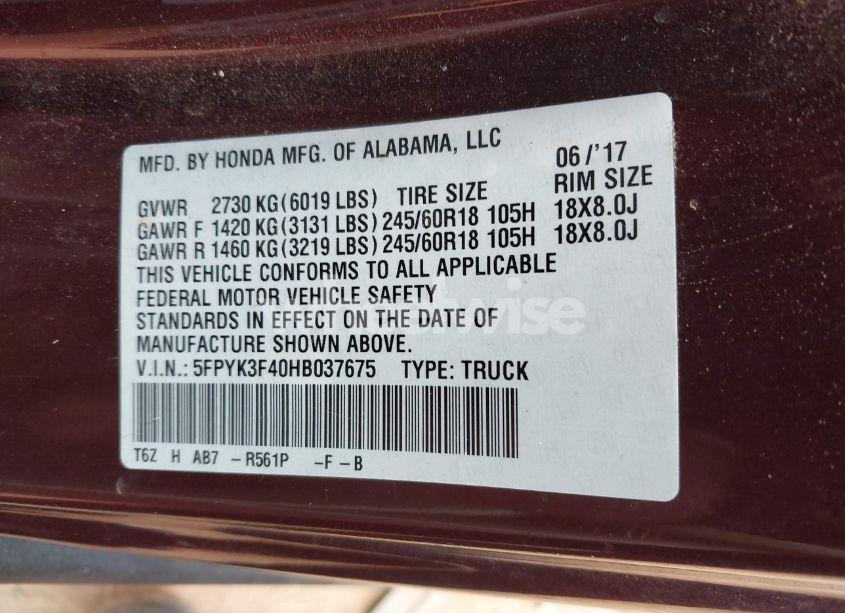 MFD. BY HONDA MFG. OF ALABAMA, LLC 06/'17
GVWR 2730 KG(6019 LBS) TIRE SIZE RIM SIZE
GAWR F 1420 KG(3131 LBS) 245/60R18 105H 18X8.0J
GAWR R 1460 KG(3219 LBS) 245/60R18 105H 18X8.0J
THIS VEHICLE CONFORMS TO ALL APPLICABLE
FEDERAL MOTOR VEHICLE SAFETY
STANDARDS IN EFFECT ON THE DATE OF
MANUFACTURE SHOWN ABOVE.
V.I.N.: 5FPYK3F40HB037675 TYPE: TRUCK
T6Z H AB7 -R561P -F-B